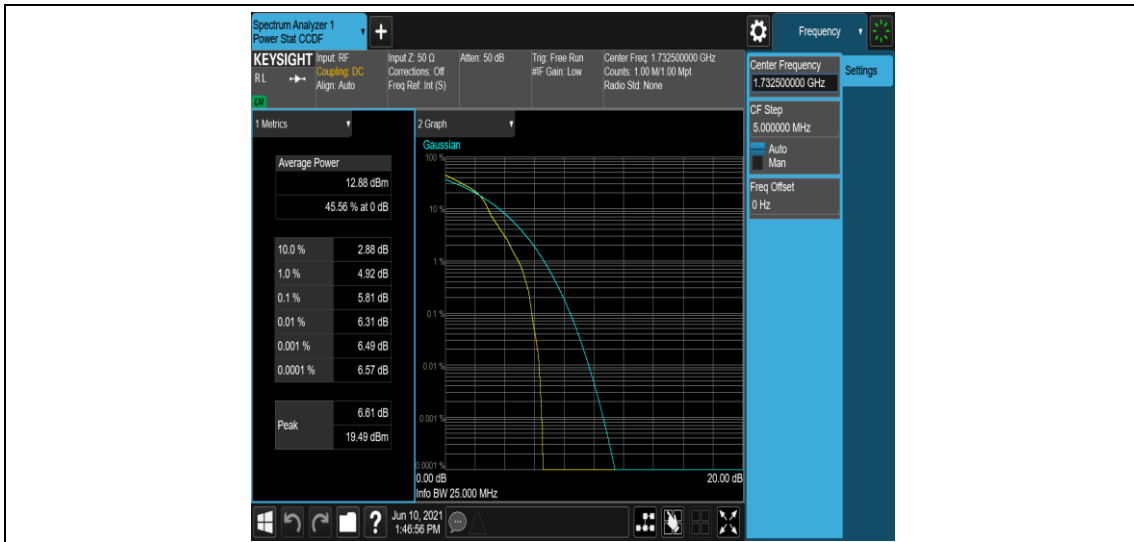 Spectrum Analyzer 1
Power Stat CCDF
+
Frequency
KEYSIGHT
RL
LXI
Input: RF
Coupling: DC
Align: Auto
Input Z: 50 Ω
Corrections: Off
Freq Ref: Int (S)
Atten: 50 dB
Trig: Free Run
#IF Gain: Low
Center Freq: 1.732500000 GHz
Counts: 1.00 M/1.00 Mpt
Radio Std: None
Center Frequency
1.732500000 GHz
Settings
CF Step
5.000000 MHz
Auto
Man
Freq Offset
0 Hz
1 Metrics
Average Power
12.88 dBm
45.56 % at 0 dB
10.0 % 2.88 dB
1.0 % 4.92 dB
0.1 % 5.81 dB
0.01 % 6.31 dB
0.001 % 6.49 dB
0.0001 % 6.57 dB
Peak
6.61 dB
19.49 dBm
2 Graph
Gaussian
100 %
10 %
1 %
0.1 %
0.01 %
0.001 %
0.0001 %
0.00 dB 20.00 dB
Info BW 25.000 MHz
?
Jun 10, 2021
1:46:56 PM